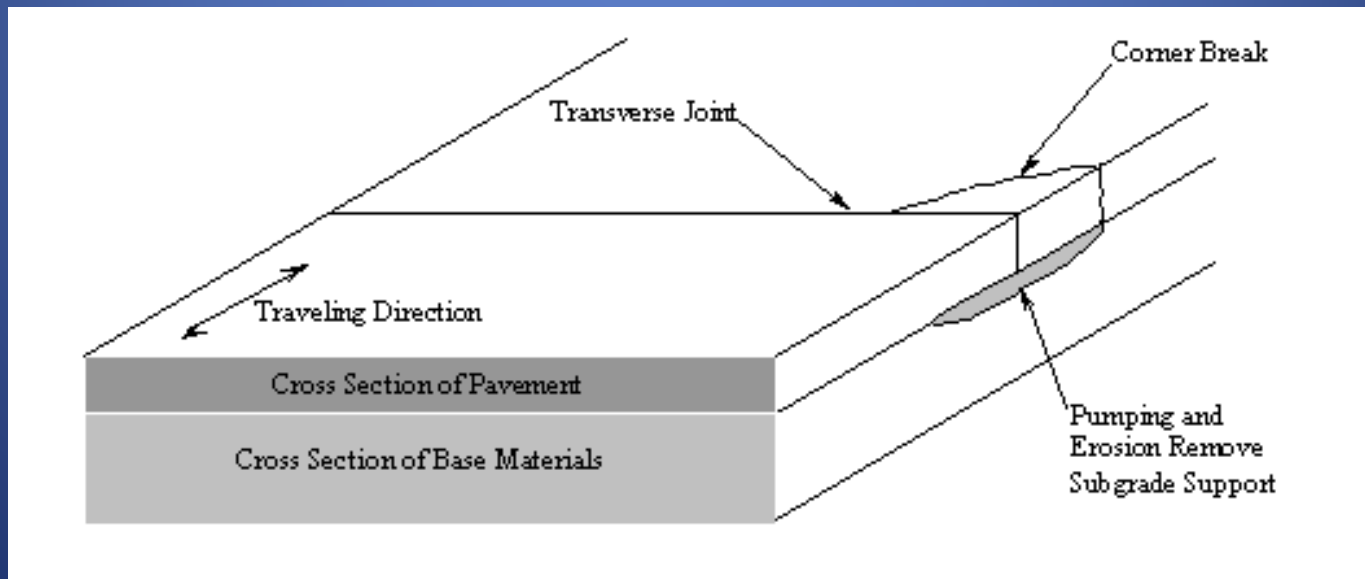 Corner Break
Transverse Joint
Traveling Direction
Cross Section of Pavement
Cross Section of Base Materials
Pumping and
Erosion Remove
Subgrade Support